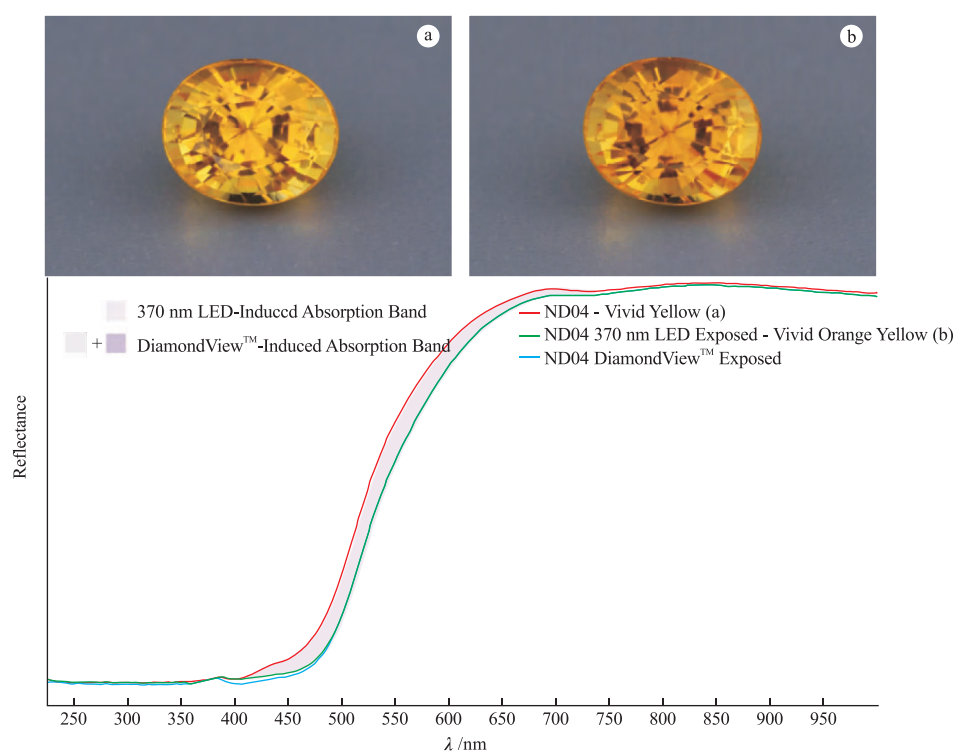 a
b
370 nm LED-Induccd Absorption Band
+ DiamondView™-Induced Absorption Band
ND04 - Vivid Yellow (a)
ND04 370 nm LED Exposed - Vivid Orange Yellow (b)
ND04 DiamondView™ Exposed
Reflectance
250 300 350 400 450 500 550 600 650 700 750 800 850 900 950
λ /nm